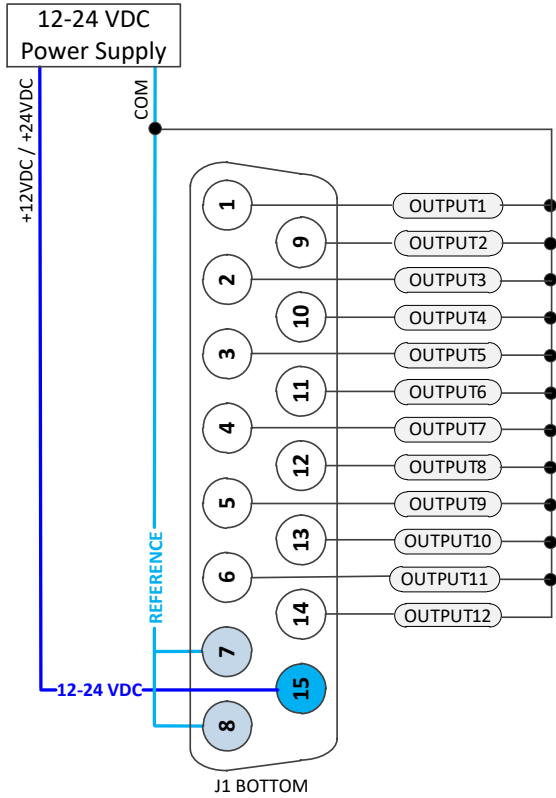 12-24 VDC
Power Supply
+12VDC / +24VDC
COM
1
OUTPUT1
9
OUTPUT2
2
OUTPUT3
10
OUTPUT4
3
OUTPUT5
11
OUTPUT6
4
OUTPUT7
12
OUTPUT8
5
OUTPUT9
13
OUTPUT10
6
OUTPUT11
14
OUTPUT12
REFERENCE
7
12-24 VDC
15
8
J1 BOTTOM